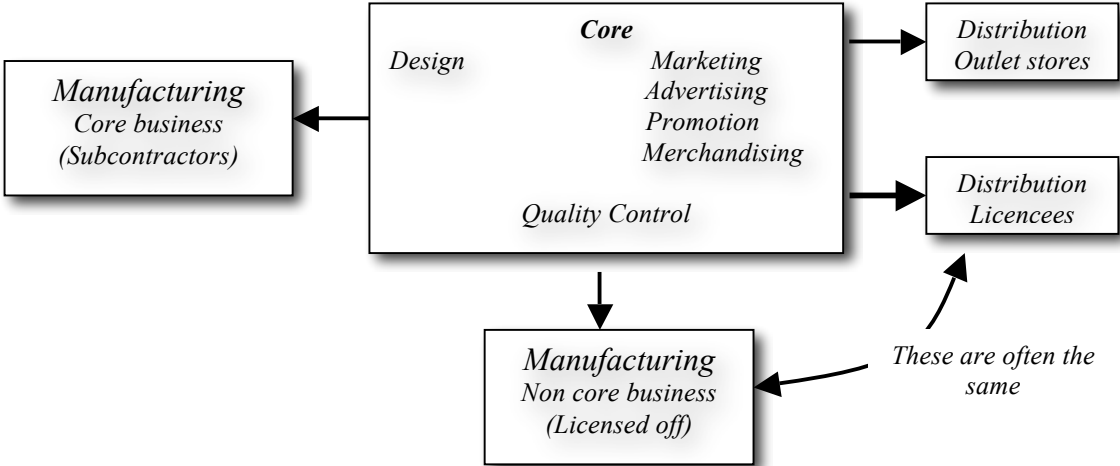 Core
Design
Marketing
Advertising
Promotion
Merchandising
Quality Control
Manufacturing
Core business
(Subcontractors)
Distribution
Outlet stores
Distribution
Licencees
Manufacturing
Non core business
(Licensed off)
These are often the
same